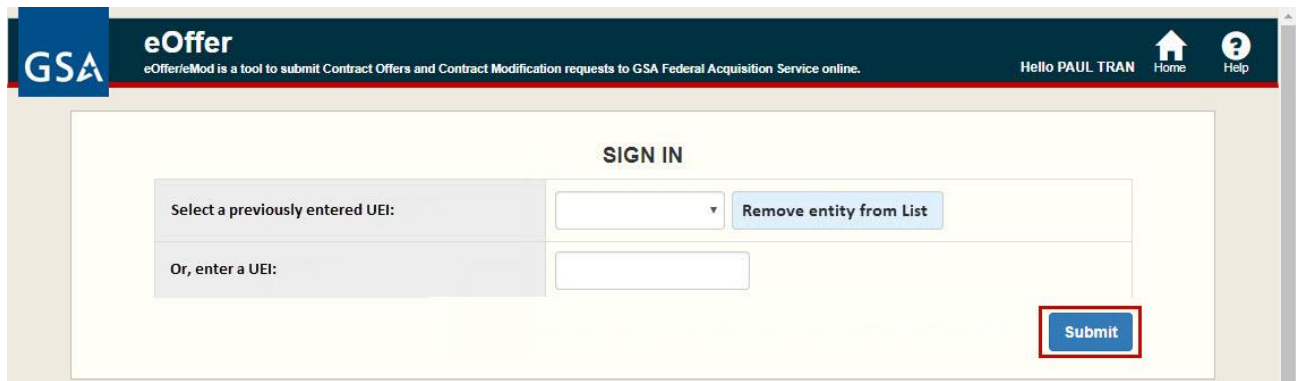 GSA
eOffer
eOffer/eMod is a tool to submit Contract Offers and Contract Modification requests to GSA Federal Acquisition Service online.
Hello PAUL TRAN
Home
Help
SIGN IN
Select a previously entered UEI:
Remove entity from List
Or, enter a UEI:
Submit